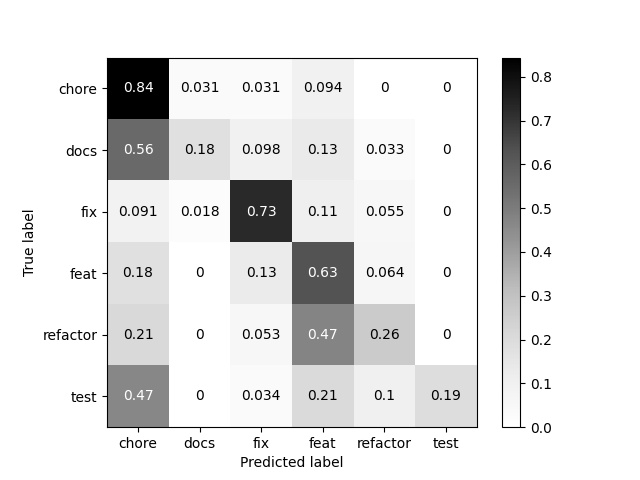 chore 0.84 0.031 0.031 0.094 0 0
docs 0.56 0.18 0.098 0.13 0.033 0
fix 0.091 0.018 0.73 0.11 0.055 0
feat 0.18 0 0.13 0.63 0.064 0
refactor 0.21 0 0.053 0.47 0.26 0
test 0.47 0 0.034 0.21 0.1 0.19
chore docs fix feat refactor test
Predicted label
True label
0.8
0.7
0.6
0.5
0.4
0.3
0.2
0.1
0.0